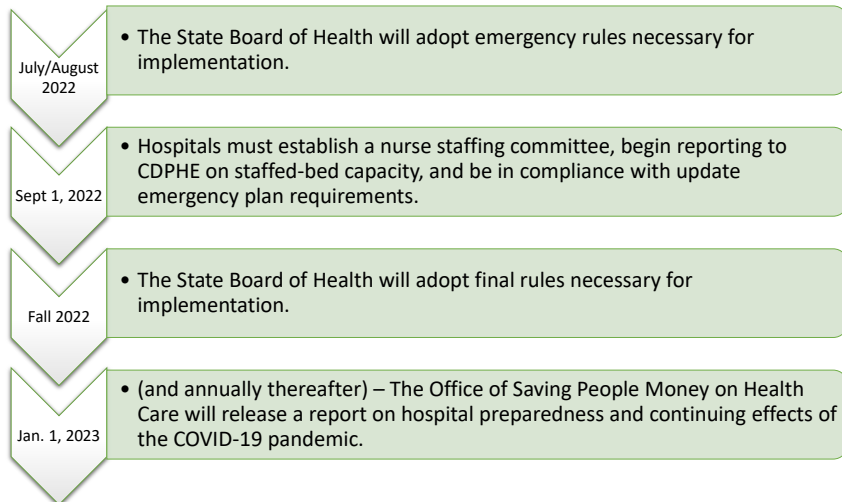 July/August
2022
• The State Board of Health will adopt emergency rules necessary for
implementation.
Sept 1, 2022
• Hospitals must establish a nurse staffing committee, begin reporting to
CDPHE on staffed-bed capacity, and be in compliance with update
emergency plan requirements.
Fall 2022
• The State Board of Health will adopt final rules necessary for
implementation.
Jan. 1, 2023
• (and annually thereafter) – The Office of Saving People Money on Health
Care will release a report on hospital preparedness and continuing effects of
the COVID-19 pandemic.